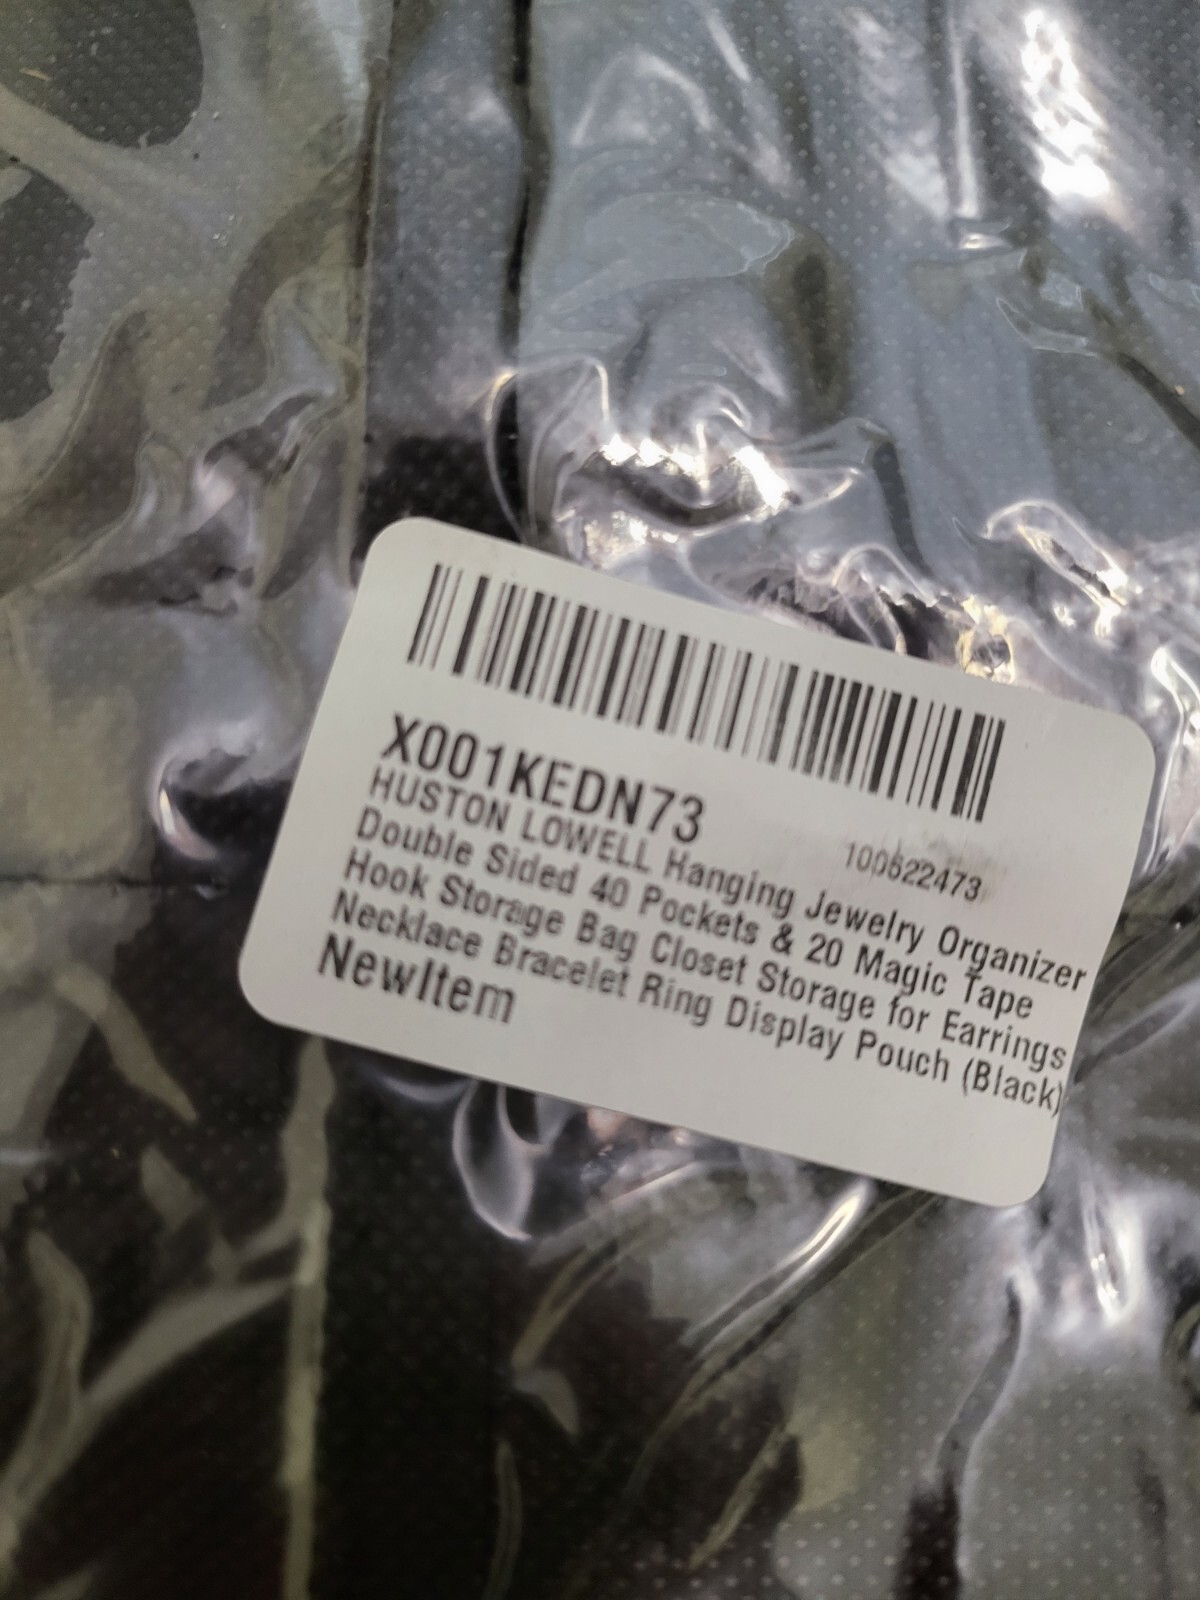 X001KEDN73
100622473
HUSTON LOWELL Hanging Jewelry Organizer
Double Sided 40 Pockets & 20 Magic Tape
Hook Storage Bag Closet Storage for Earrings
Necklace Bracelet Ring Display Pouch (Black)
NewItem